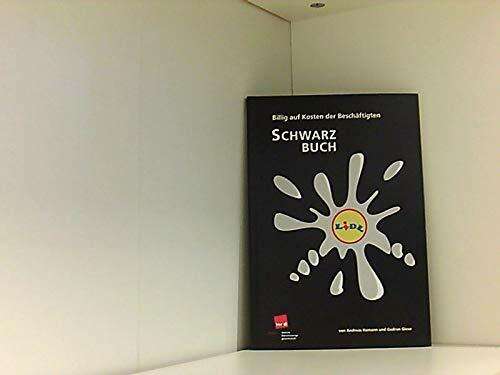 Billig auf Kosten der Beschäftigten
SCHWARZ
BUCH
LiDL
ver.di
von Andreas Hamann und Gudrun Giese